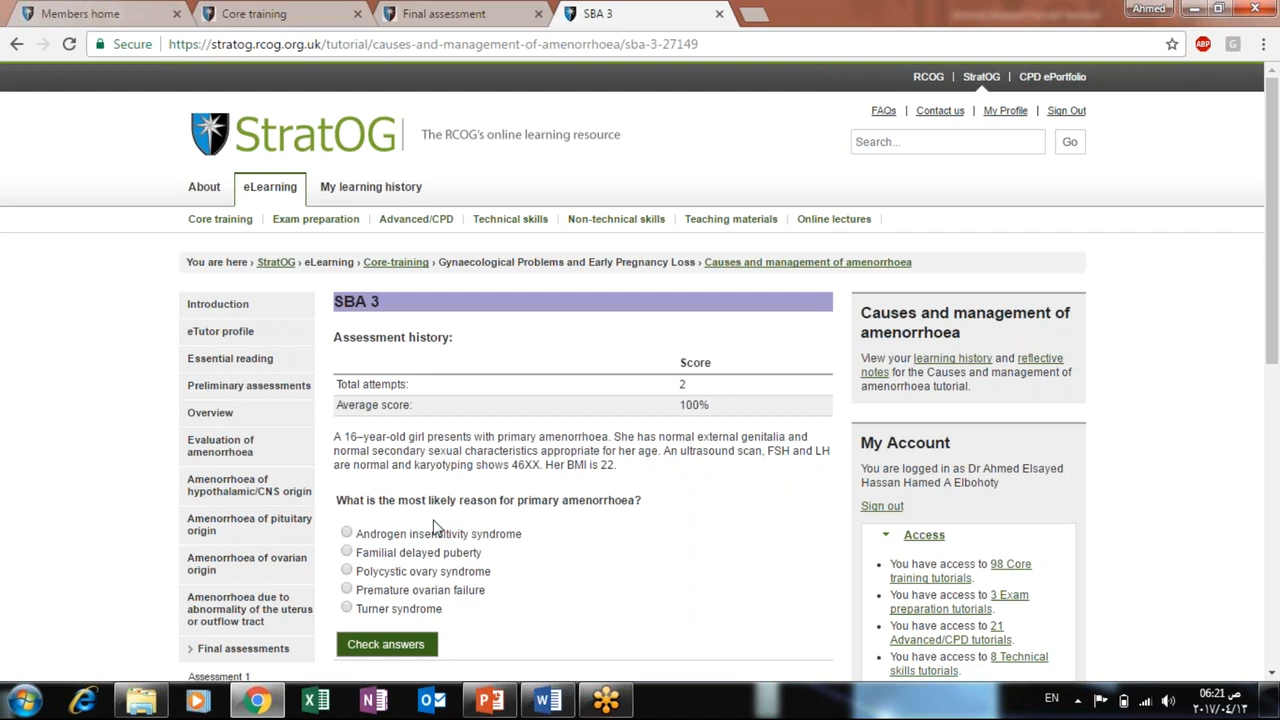 Members home
Core training
Final assessment
SBA 3
Ahmed
Secure
https://stratog.rcog.org.uk/tutorial/causes-and-management-of-amenorrhoea/sba-3-27149
ABP
G
RCOG | StratOG | CPD ePortfolio
FAQs | Contact us | My Profile | Sign Out
StratOG
The RCOG's online learning resource
Search...
Go
About
eLearning
My learning history
Core training
Exam preparation
Advanced/CPD
Technical skills
Non-technical skills
Teaching materials
Online lectures
You are here › StratOG › eLearning › Core-training › Gynaecological Problems and Early Pregnancy Loss › Causes and management of amenorrhoea
Introduction
eTutor profile
Essential reading
Preliminary assessments
Overview
Evaluation of
amenorrhoea
Amenorrhoea of
hypothalamic/CNS origin
Amenorrhoea of pituitary
origin
Amenorrhoea of ovarian
origin
Amenorrhoea due to
abnormality of the uterus
or outflow tract
Final assessments
Assessment 1
SBA 3
Assessment history:
Score
Total attempts: 2
Average score: 100%
A 16–year-old girl presents with primary amenorrhoea. She has normal external genitalia and
normal secondary sexual characteristics appropriate for her age. An ultrasound scan, FSH and LH
are normal and karyotyping shows 46XX. Her BMI is 22.
What is the most likely reason for primary amenorrhoea?
Androgen insensitivity syndrome
Familial delayed puberty
Polycystic ovary syndrome
Premature ovarian failure
Turner syndrome
Check answers
Causes and management of
amenorrhoea
View your learning history and reflective
notes for the Causes and management of
amenorrhoea tutorial.
My Account
You are logged in as Dr Ahmed Elsayed
Hassan Hamed A Elbohoty
Sign out
Access
You have access to 98 Core
training tutorials.
You have access to 3 Exam
preparation tutorials.
You have access to 21
Advanced/CPD tutorials.
You have access to 8 Technical
skills tutorials.
EN
06:21 ص
٢٠١٧/٠٤/١٣